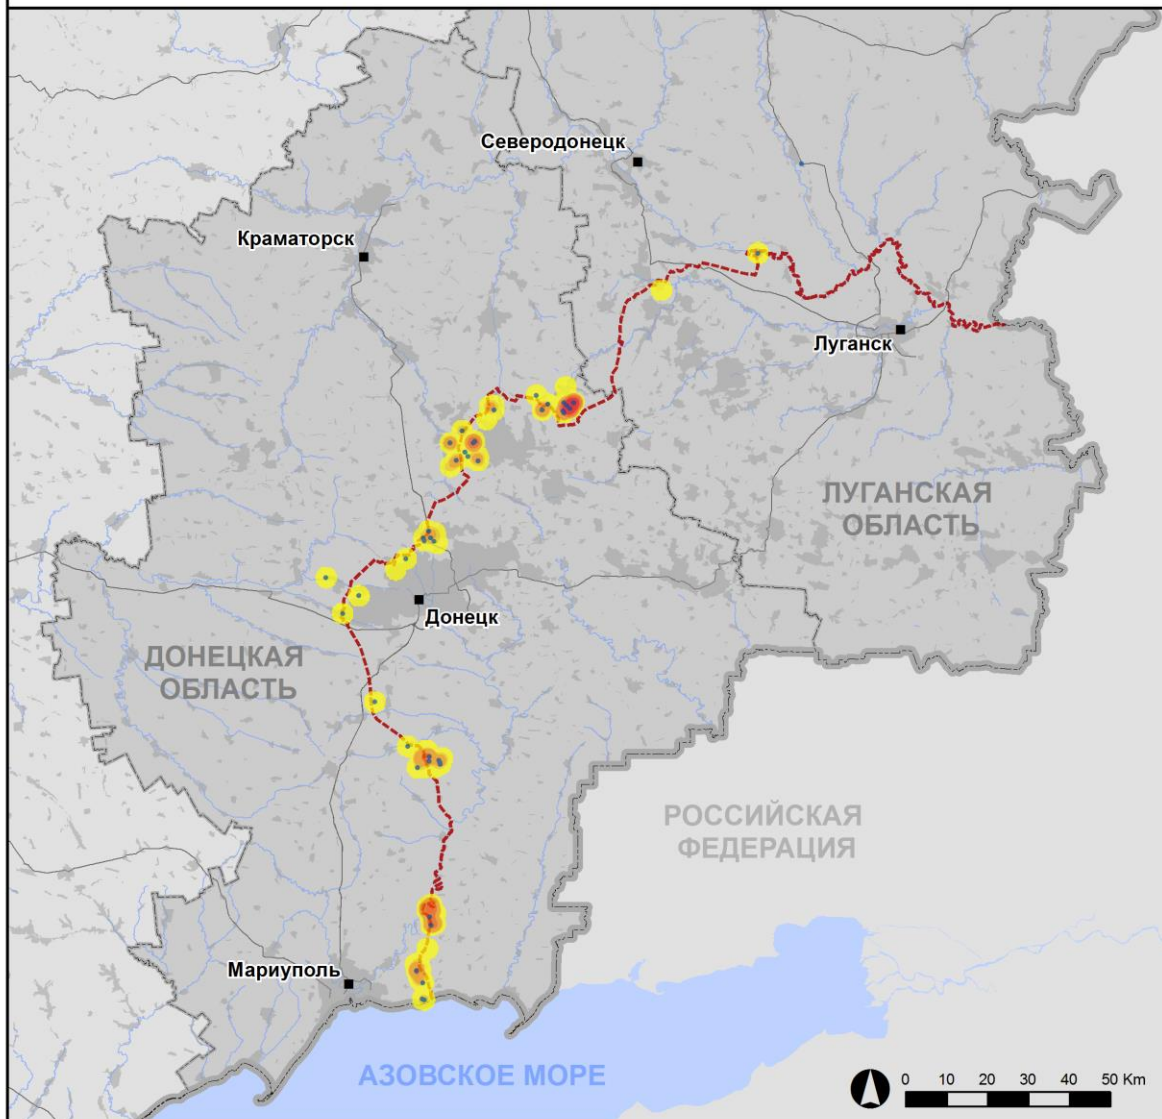 Северодонецк
Краматорск
Луганск
ЛУГАНСКАЯ
ОБЛАСТЬ
Донецк
ДОНЕЦКАЯ
ОБЛАСТЬ
РОССИЙСКАЯ
ФЕДЕРАЦИЯ
Мариуполь
АЗОВСКОЕ МОРЕ
0 10 20 30 40 50 Km